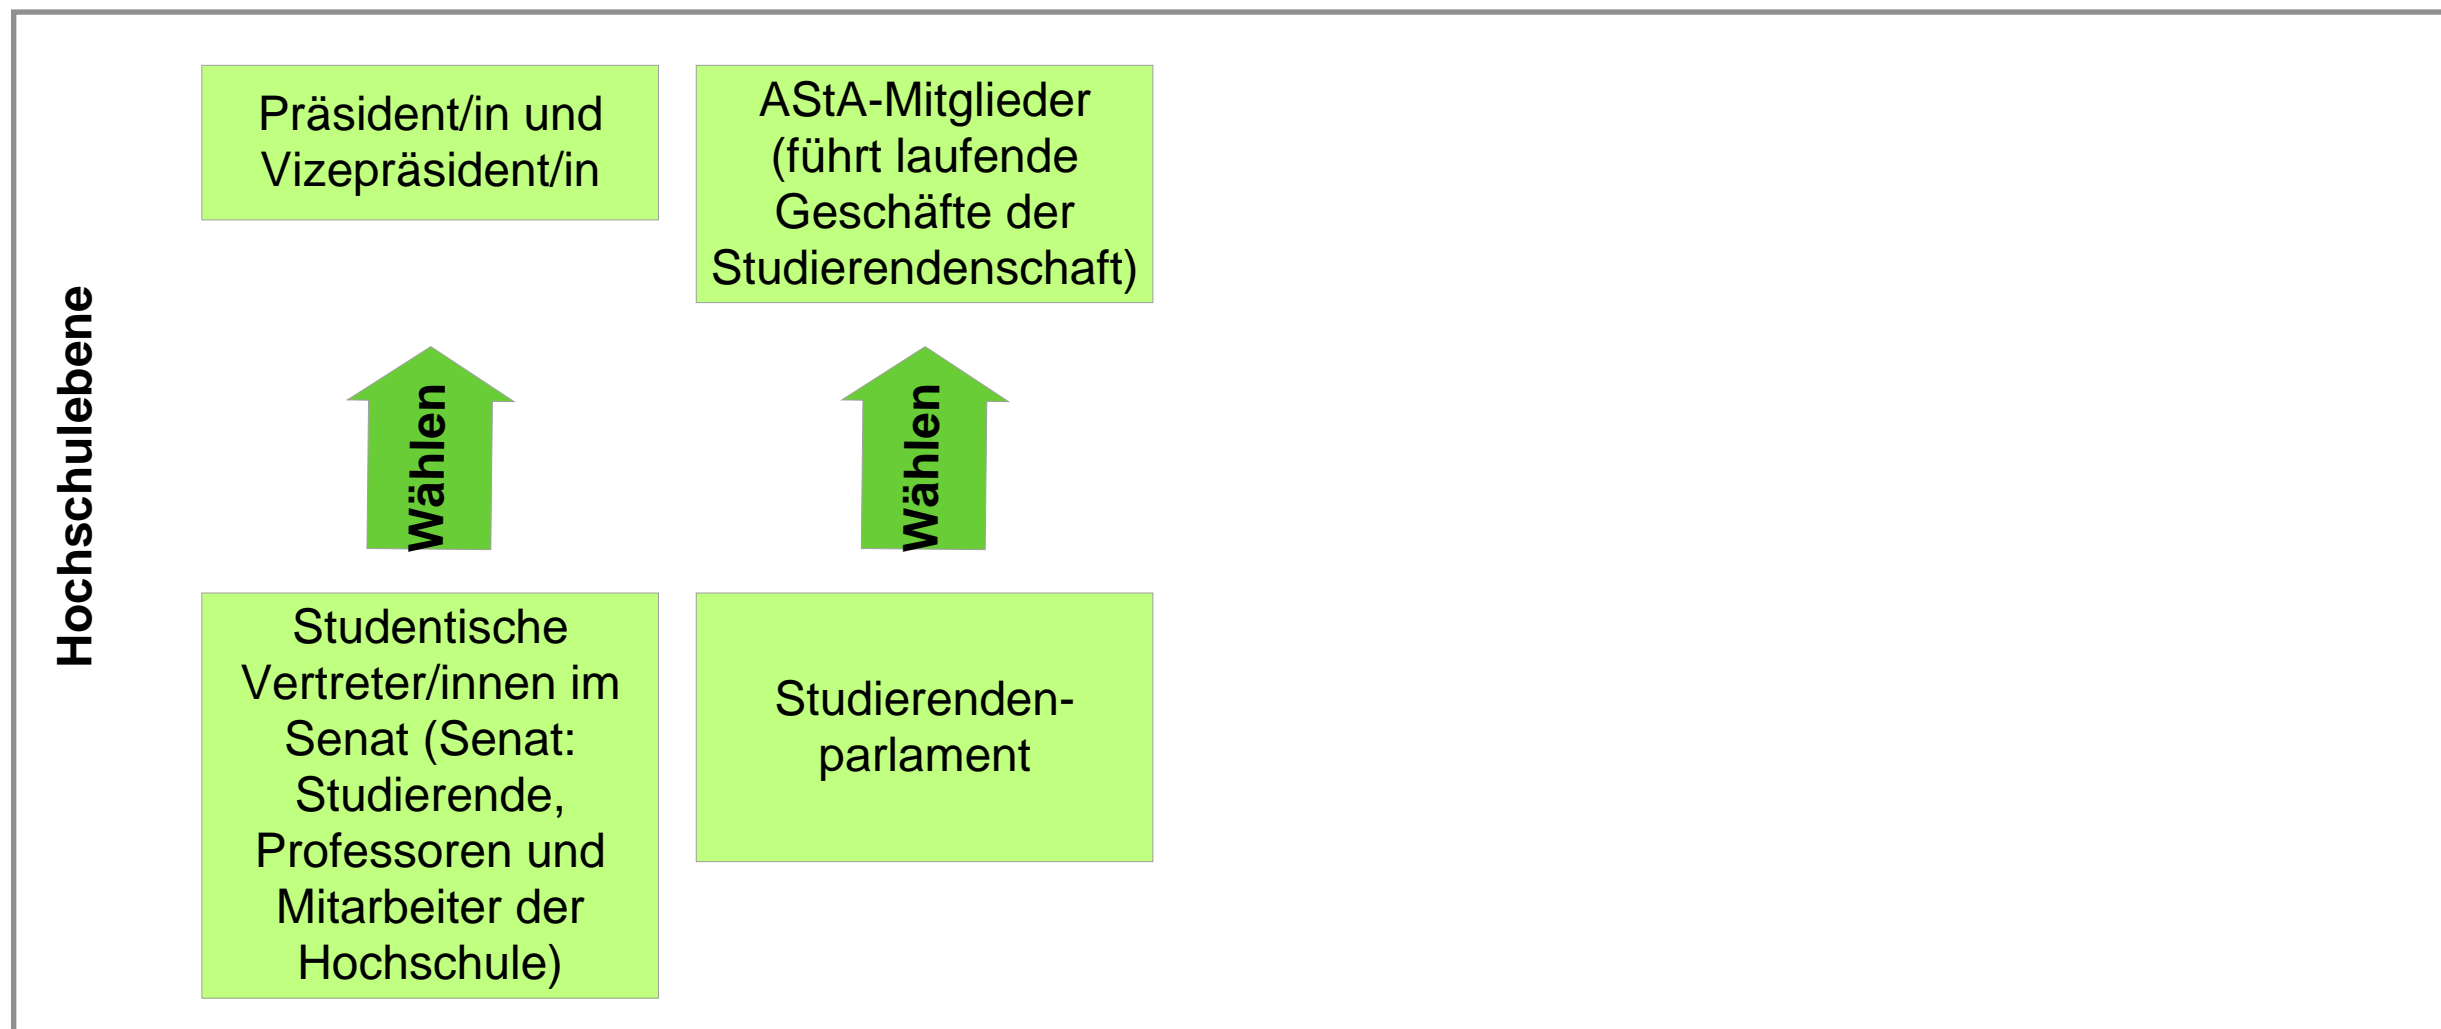 Hochschulebene
Präsident/in und
Vizepräsident/in
AStA-Mitglieder
(führt laufende
Geschäfte der
Studierendenschaft)
Wählen
Wählen
Studentische
Vertreter/innen im
Senat (Senat:
Studierende,
Professoren und
Mitarbeiter der
Hochschule)
Studierenden-
parlament